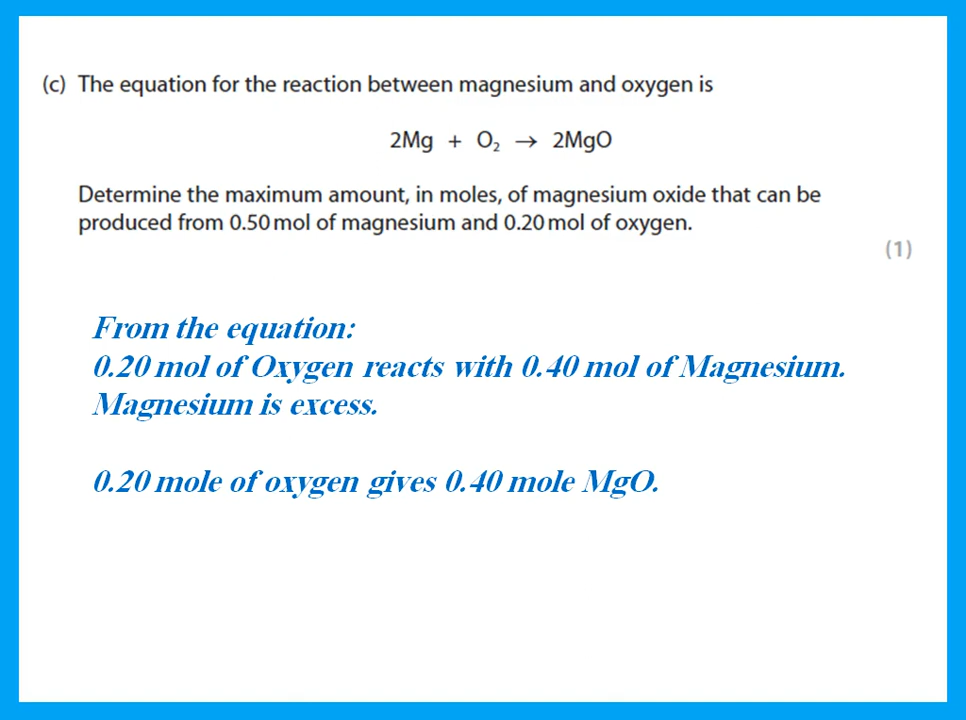 (c) The equation for the reaction between magnesium and oxygen is
2Mg + O₂ → 2MgO
Determine the maximum amount, in moles, of magnesium oxide that can be
produced from 0.50 mol of magnesium and 0.20 mol of oxygen.
(1)
From the equation:
0.20 mol of Oxygen reacts with 0.40 mol of Magnesium.
Magnesium is excess.
0.20 mole of oxygen gives 0.40 mole MgO.